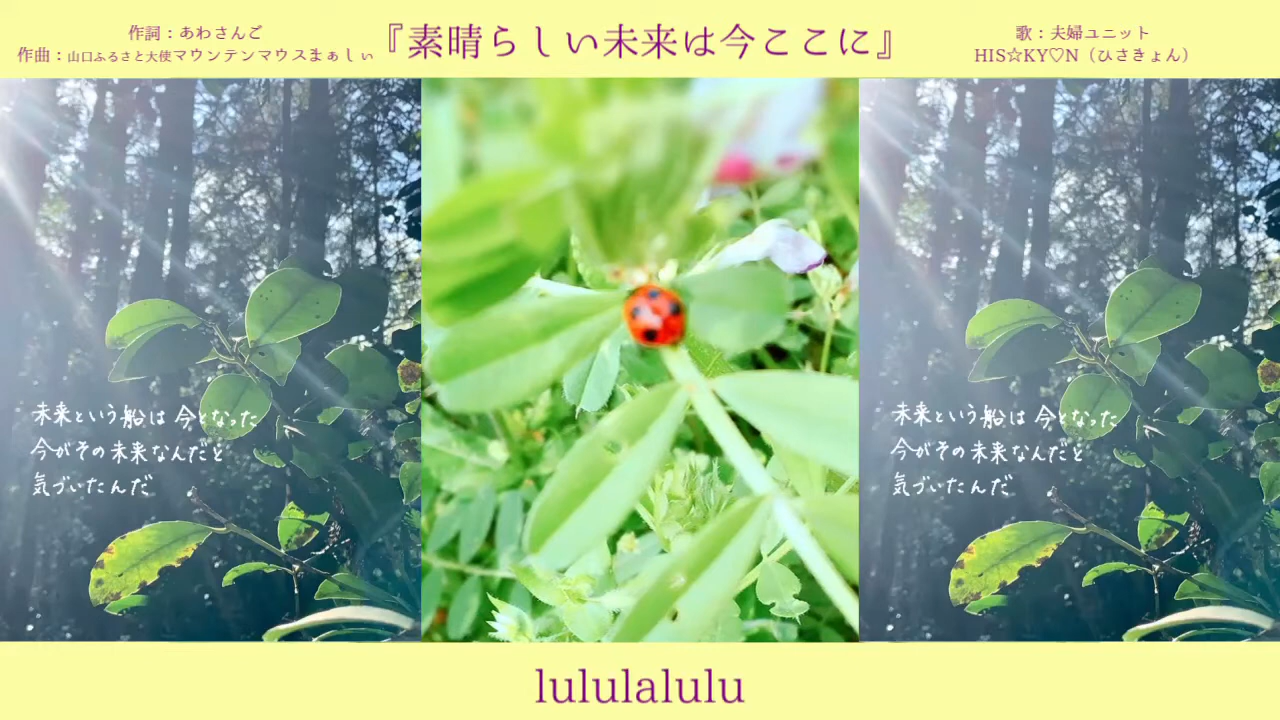 作詞：あわさんご
作曲：山口ふるさと大使マウンテンマウスまぁしぃ
『素晴らしい未来は今ここに』
歌：夫婦ユニット
HIS☆KY♡N（ひさきょん）
未来という船は 今となった
今がその未来なんだと
気づいたんだ
未来という船は 今となった
今がその未来なんだと
気づいたんだ
lululalulu